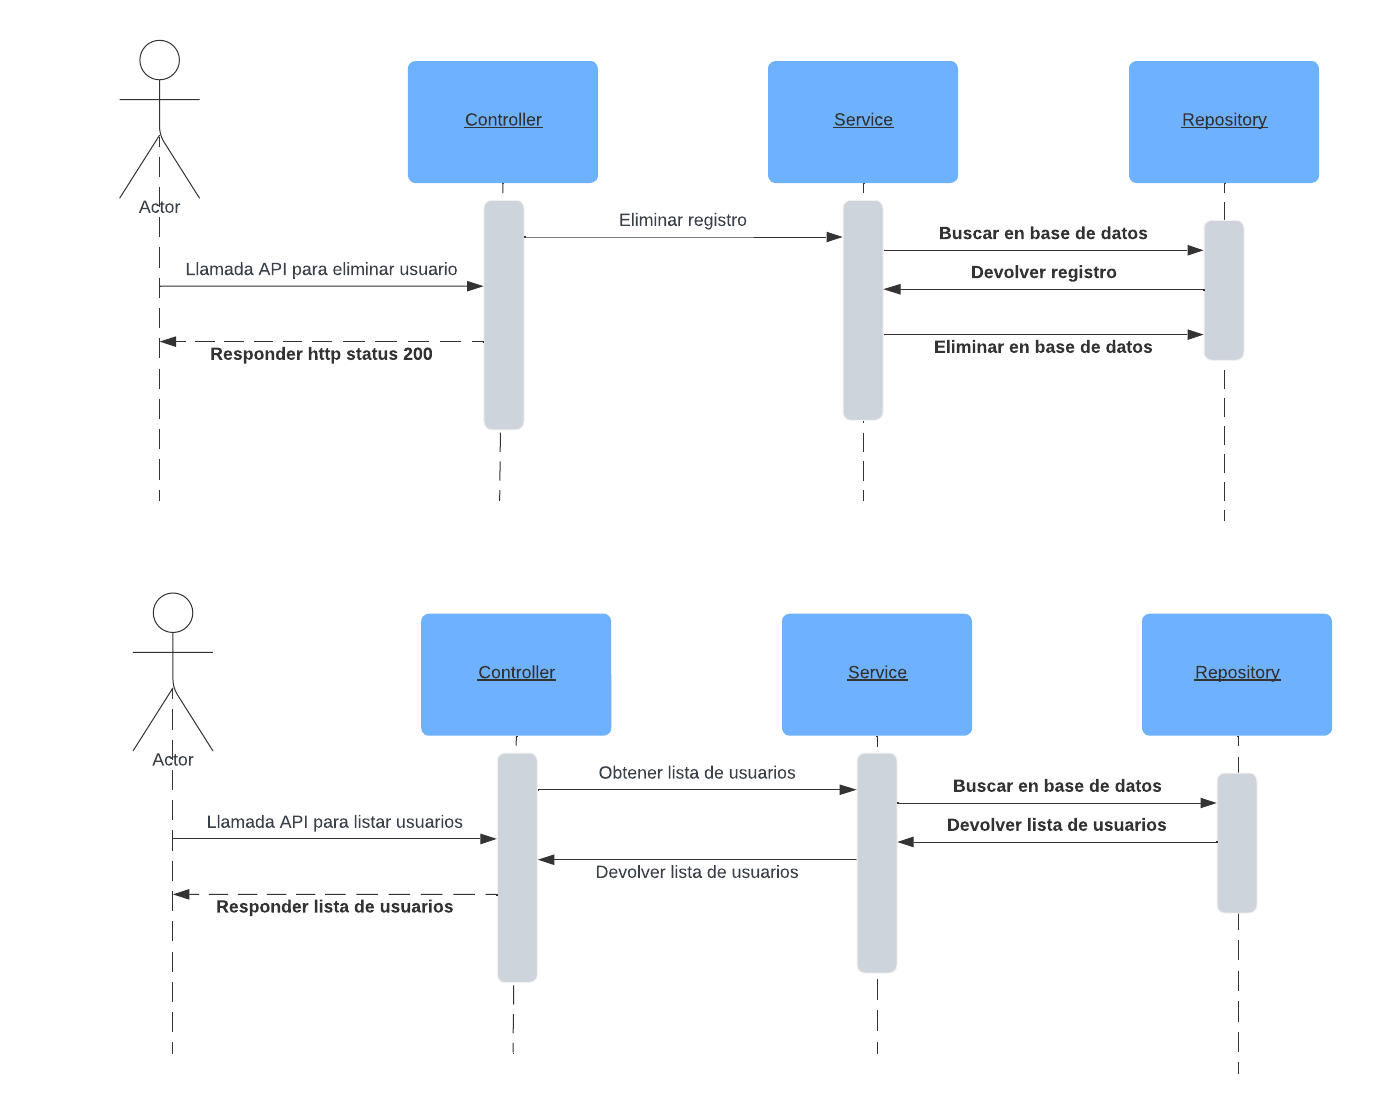 Controller
Service
Repository
Actor
Eliminar registro
Buscar en base de datos
Llamada API para eliminar usuario
Devolver registro
Responder http status 200
Eliminar en base de datos
Controller
Service
Repository
Actor
Obtener lista de usuarios
Buscar en base de datos
Llamada API para listar usuarios
Devolver lista de usuarios
Devolver lista de usuarios
Responder lista de usuarios